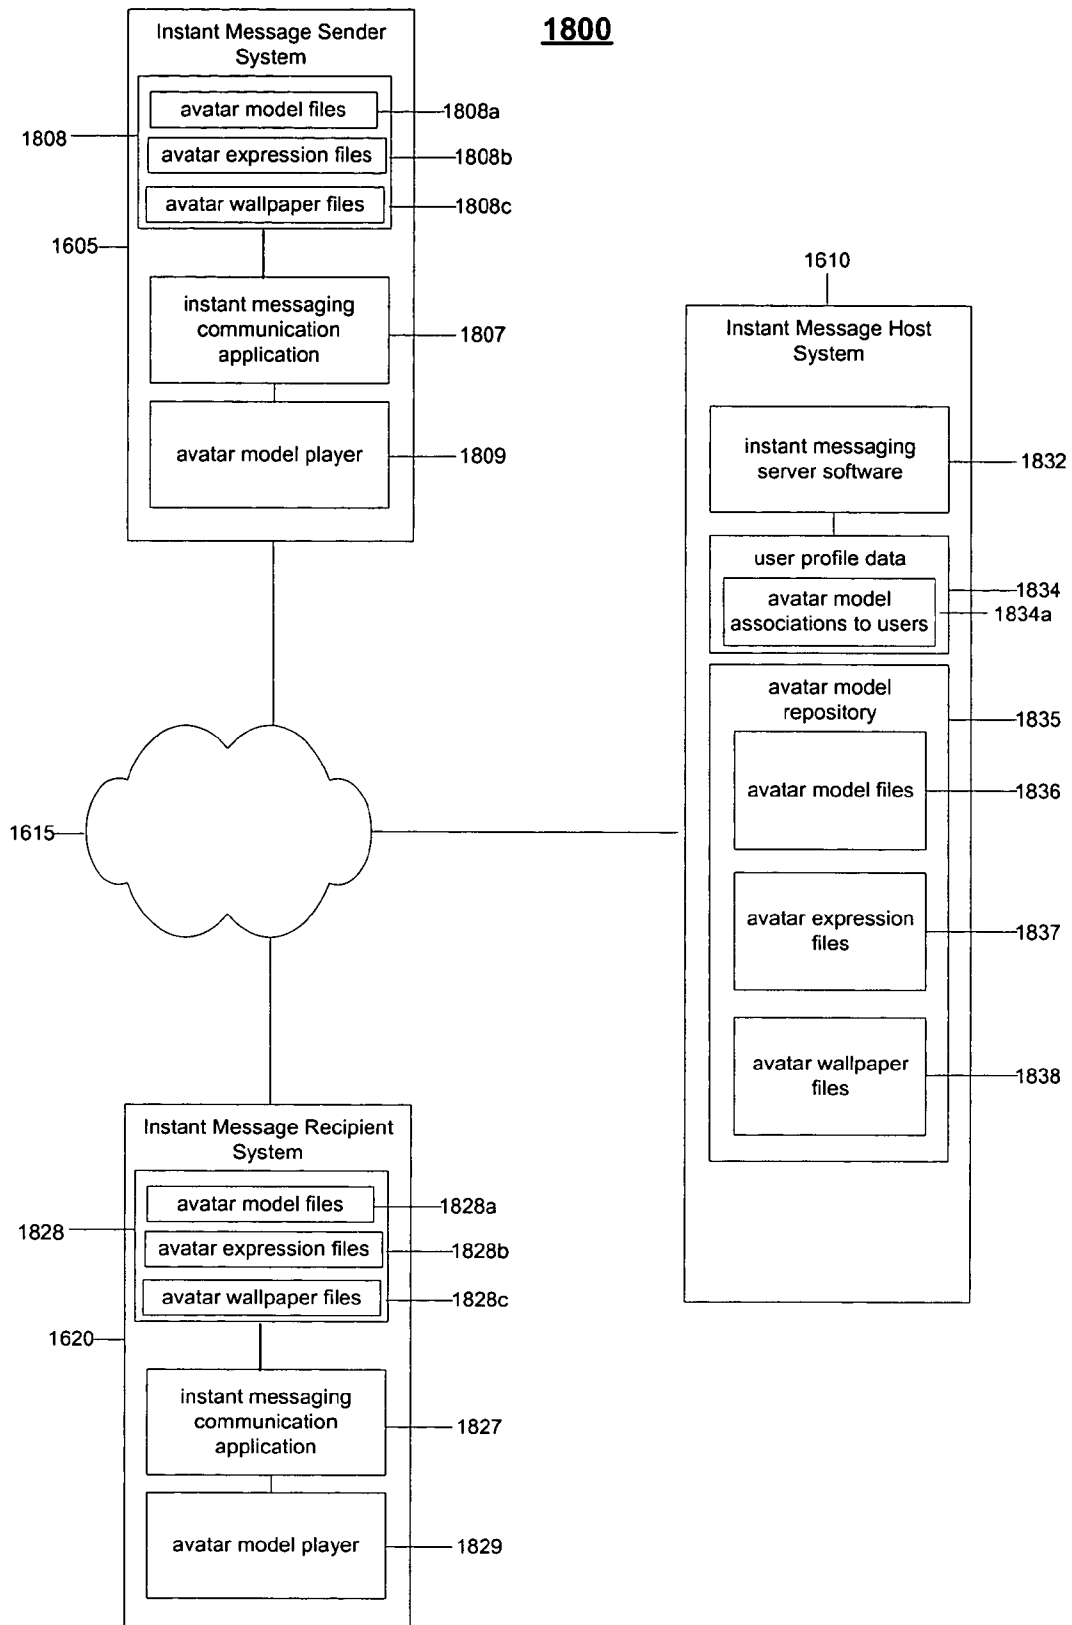 1800
Instant Message Sender
System
avatar model files
1808a
1808
avatar expression files
1808b
avatar wallpaper files
1808c
1605
instant messaging
communication
application
1807
avatar model player
1809
1610
Instant Message Host
System
instant messaging
server software
1832
user profile data
1834
avatar model
associations to users
1834a
avatar model
repository
1835
avatar model files
1836
avatar expression
files
1837
avatar wallpaper
files
1838
1615
Instant Message Recipient
System
avatar model files
1828a
1828
avatar expression files
1828b
avatar wallpaper files
1828c
1620
instant messaging
communication
application
1827
avatar model player
1829